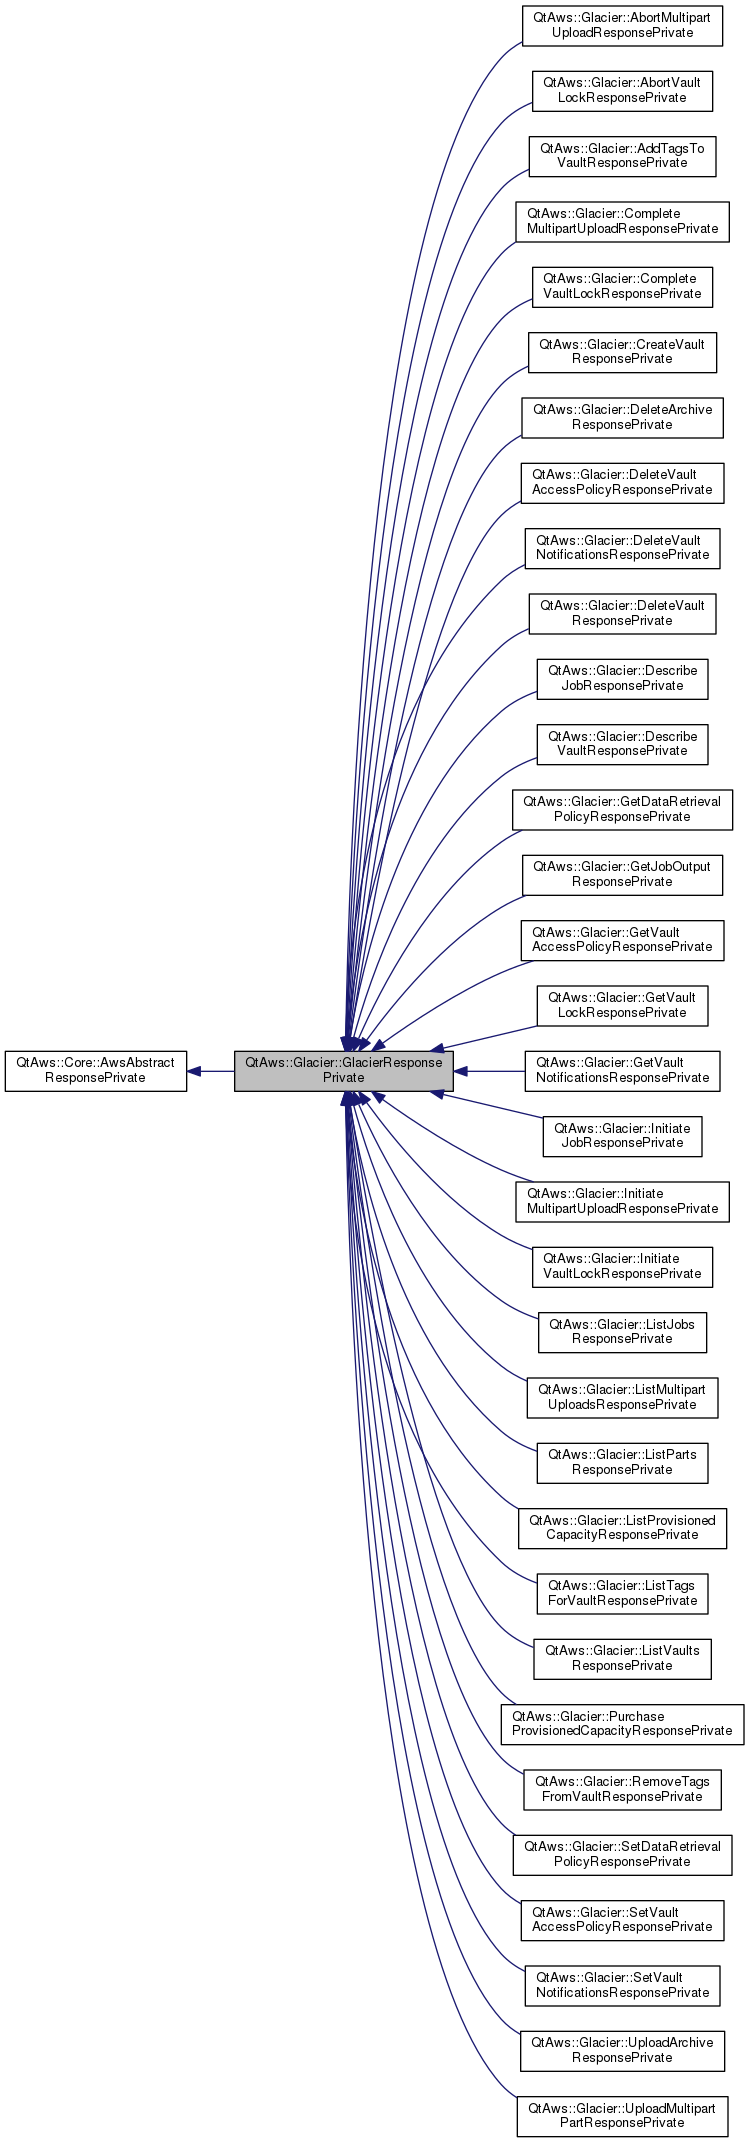 QtAws::Glacier::AbortMultipart
UploadResponsePrivate
QtAws::Glacier::AbortVault
LockResponsePrivate
QtAws::Glacier::AddTagsTo
VaultResponsePrivate
QtAws::Glacier::Complete
MultipartUploadResponsePrivate
QtAws::Glacier::Complete
VaultLockResponsePrivate
QtAws::Glacier::CreateVault
ResponsePrivate
QtAws::Glacier::DeleteArchive
ResponsePrivate
QtAws::Glacier::DeleteVault
AccessPolicyResponsePrivate
QtAws::Glacier::DeleteVault
NotificationsResponsePrivate
QtAws::Glacier::DeleteVault
ResponsePrivate
QtAws::Glacier::Describe
JobResponsePrivate
QtAws::Glacier::Describe
VaultResponsePrivate
QtAws::Glacier::GetDataRetrieval
PolicyResponsePrivate
QtAws::Glacier::GetJobOutput
ResponsePrivate
QtAws::Glacier::GetVault
AccessPolicyResponsePrivate
QtAws::Glacier::GetVault
LockResponsePrivate
QtAws::Core::AwsAbstract
ResponsePrivate
QtAws::Glacier::GlacierResponse
Private
QtAws::Glacier::GetVault
NotificationsResponsePrivate
QtAws::Glacier::Initiate
JobResponsePrivate
QtAws::Glacier::Initiate
MultipartUploadResponsePrivate
QtAws::Glacier::Initiate
VaultLockResponsePrivate
QtAws::Glacier::ListJobs
ResponsePrivate
QtAws::Glacier::ListMultipart
UploadsResponsePrivate
QtAws::Glacier::ListParts
ResponsePrivate
QtAws::Glacier::ListProvisioned
CapacityResponsePrivate
QtAws::Glacier::ListTags
ForVaultResponsePrivate
QtAws::Glacier::ListVaults
ResponsePrivate
QtAws::Glacier::Purchase
ProvisionedCapacityResponsePrivate
QtAws::Glacier::RemoveTags
FromVaultResponsePrivate
QtAws::Glacier::SetDataRetrieval
PolicyResponsePrivate
QtAws::Glacier::SetVault
AccessPolicyResponsePrivate
QtAws::Glacier::SetVault
NotificationsResponsePrivate
QtAws::Glacier::UploadArchive
ResponsePrivate
QtAws::Glacier::UploadMultipart
PartResponsePrivate